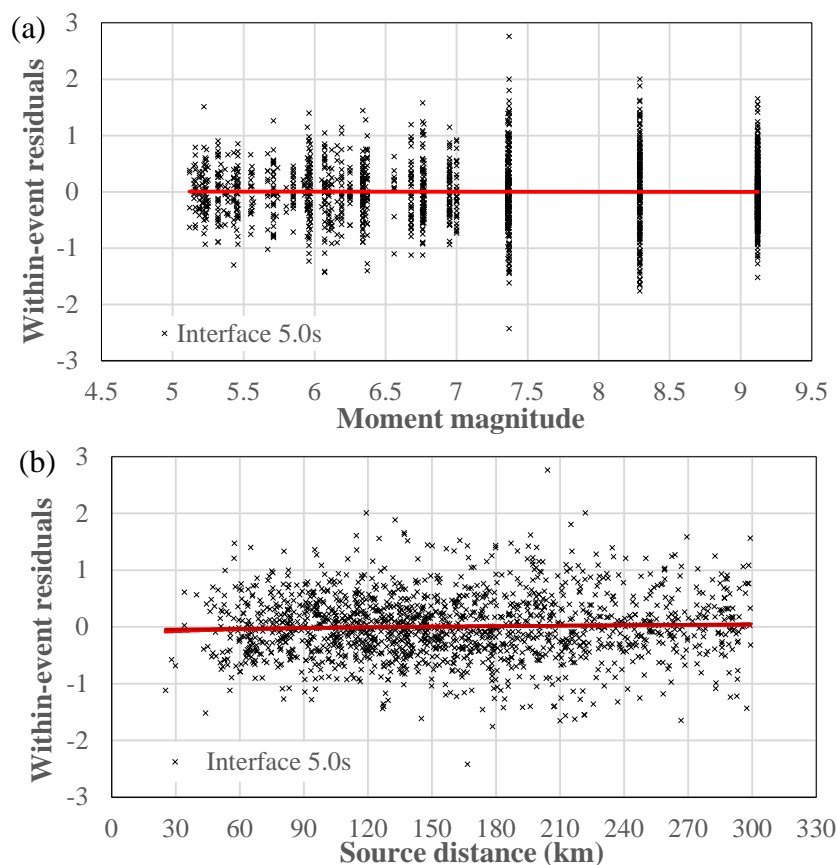 (a)
Within-event residuals
3
2
1
0
-1
-2
-3
Interface 5.0s
4.5 5 5.5 6 6.5 7 7.5 8 8.5 9 9.5
Moment magnitude
(b)
Within-event residuals
3
2
1
0
-1
-2
-3
Interface 5.0s
0 30 60 90 120 150 180 210 240 270 300 330
Source distance (km)